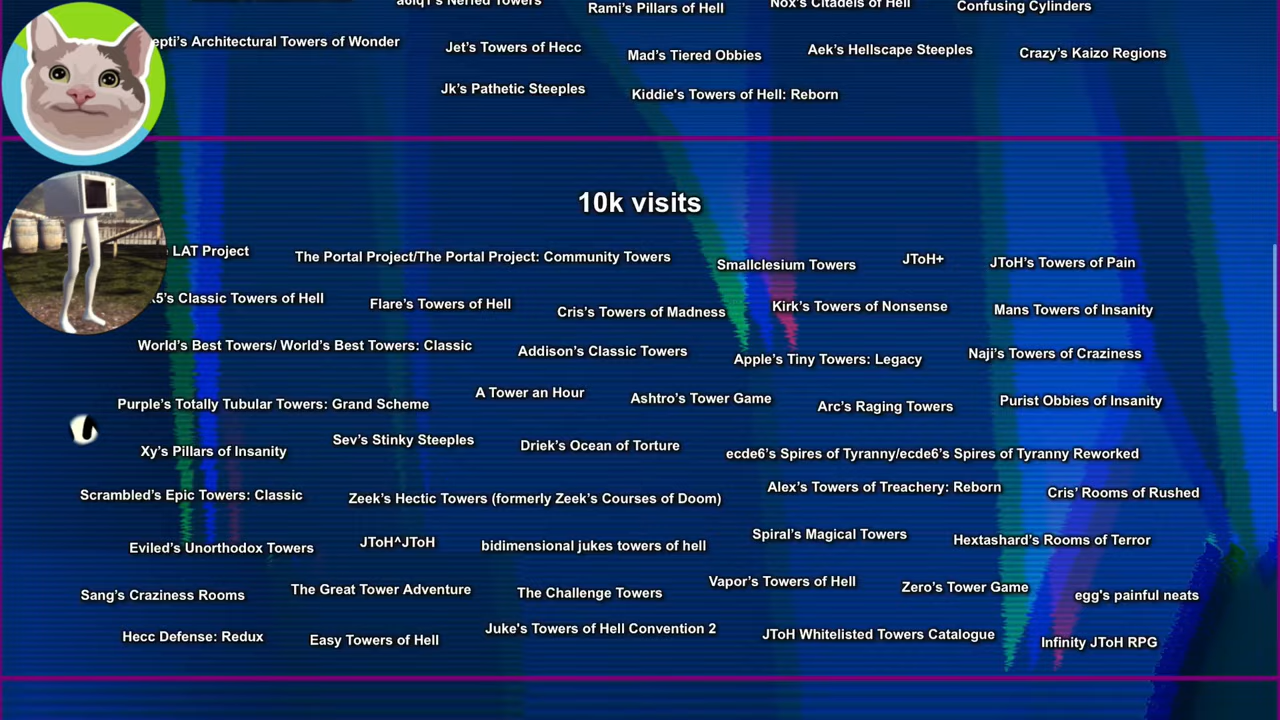 Rami's Pillars of Hell
Nox's Citadels of Hell
Confusing Cylinders
Architectural Towers of Wonder
Jet's Towers of Hecc
Mad's Tiered Obbies
Aek's Hellscape Steeples
Crazy's Kaizo Regions
Jk's Pathetic Steeples
Kiddie's Towers of Hell: Reborn
10k visits
LAT Project
The Portal Project/The Portal Project: Community Towers
Smallclesium Towers
JToH+
JToH's Towers of Pain
Classic Towers of Hell
Flare's Towers of Hell
Cris's Towers of Madness
Kirk's Towers of Nonsense
Mans Towers of Insanity
World's Best Towers/ World's Best Towers: Classic
Addison's Classic Towers
Apple's Tiny Towers: Legacy
Naji's Towers of Craziness
Purple's Totally Tubular Towers: Grand Scheme
A Tower an Hour
Ashtro's Tower Game
Arc's Raging Towers
Purist Obbies of Insanity
Xy's Pillars of Insanity
Sev's Stinky Steeples
Driek's Ocean of Torture
ecde6's Spires of Tyranny/ecde6's Spires of Tyranny Reworked
Scrambled's Epic Towers: Classic
Zeek's Hectic Towers (formerly Zeek's Courses of Doom)
Alex's Towers of Treachery: Reborn
Cris' Rooms of Rushed
Eviled's Unorthodox Towers
JToH^JToH
bidimensional jukes towers of hell
Spiral's Magical Towers
Hextashard's Rooms of Terror
Sang's Craziness Rooms
The Great Tower Adventure
The Challenge Towers
Vapor's Towers of Hell
Zero's Tower Game
egg's painful neats
Hecc Defense: Redux
Easy Towers of Hell
Juke's Towers of Hell Convention 2
JToH Whitelisted Towers Catalogue
Infinity JToH RPG